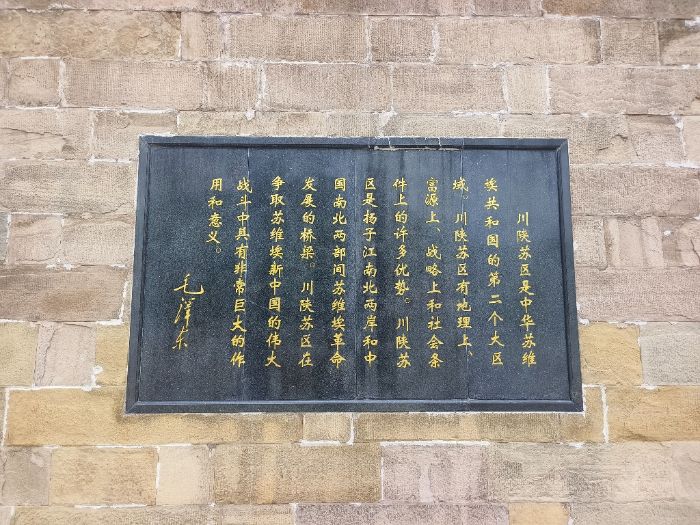 川陕苏区是中华苏维
埃共和国的第二个大区
域。川陕苏区有地理上、
富源上、战略上和社会条
件上的许多优势。川陕苏
区是扬子江南北两岸和中
国南北两部间苏维埃革命
发展的桥梁。川陕苏区在
争取苏维埃新中国的伟大
战斗中具有非常巨大的作
用和意义。
毛泽东